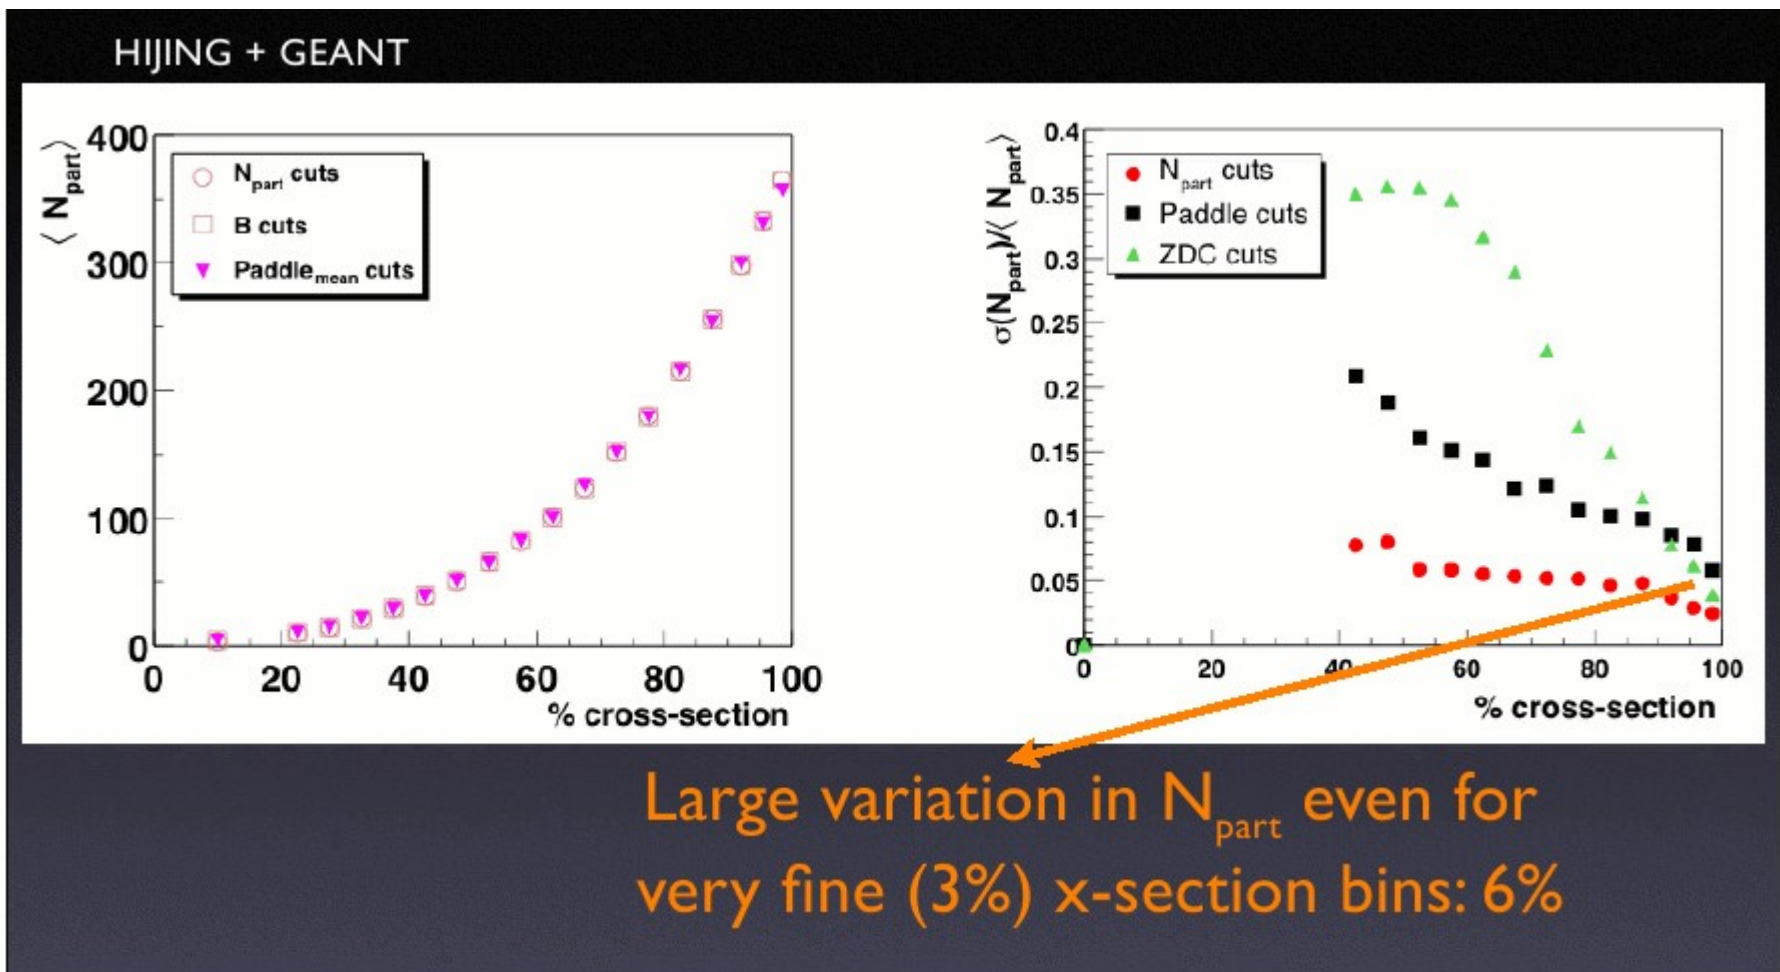 HIJING + GEANT
⟨ N_part ⟩
400
300
200
100
0
N_part cuts
B cuts
Paddle_mean cuts
0 20 40 60 80 100
% cross-section
σ(N_part)/⟨ N_part ⟩
0.4
0.35
0.3
0.25
0.2
0.15
0.1
0.05
0
N_part cuts
Paddle cuts
ZDC cuts
0 20 40 60 80 100
% cross-section
Large variation in N_part even for
very fine (3%) x-section bins: 6%